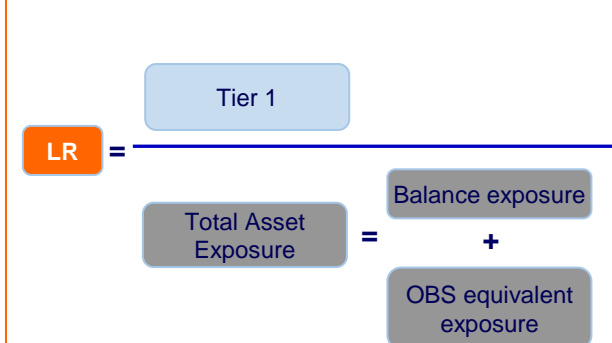 Tier 1
LR =
Balance exposure
Total Asset
Exposure
=
+
OBS equivalent
exposure